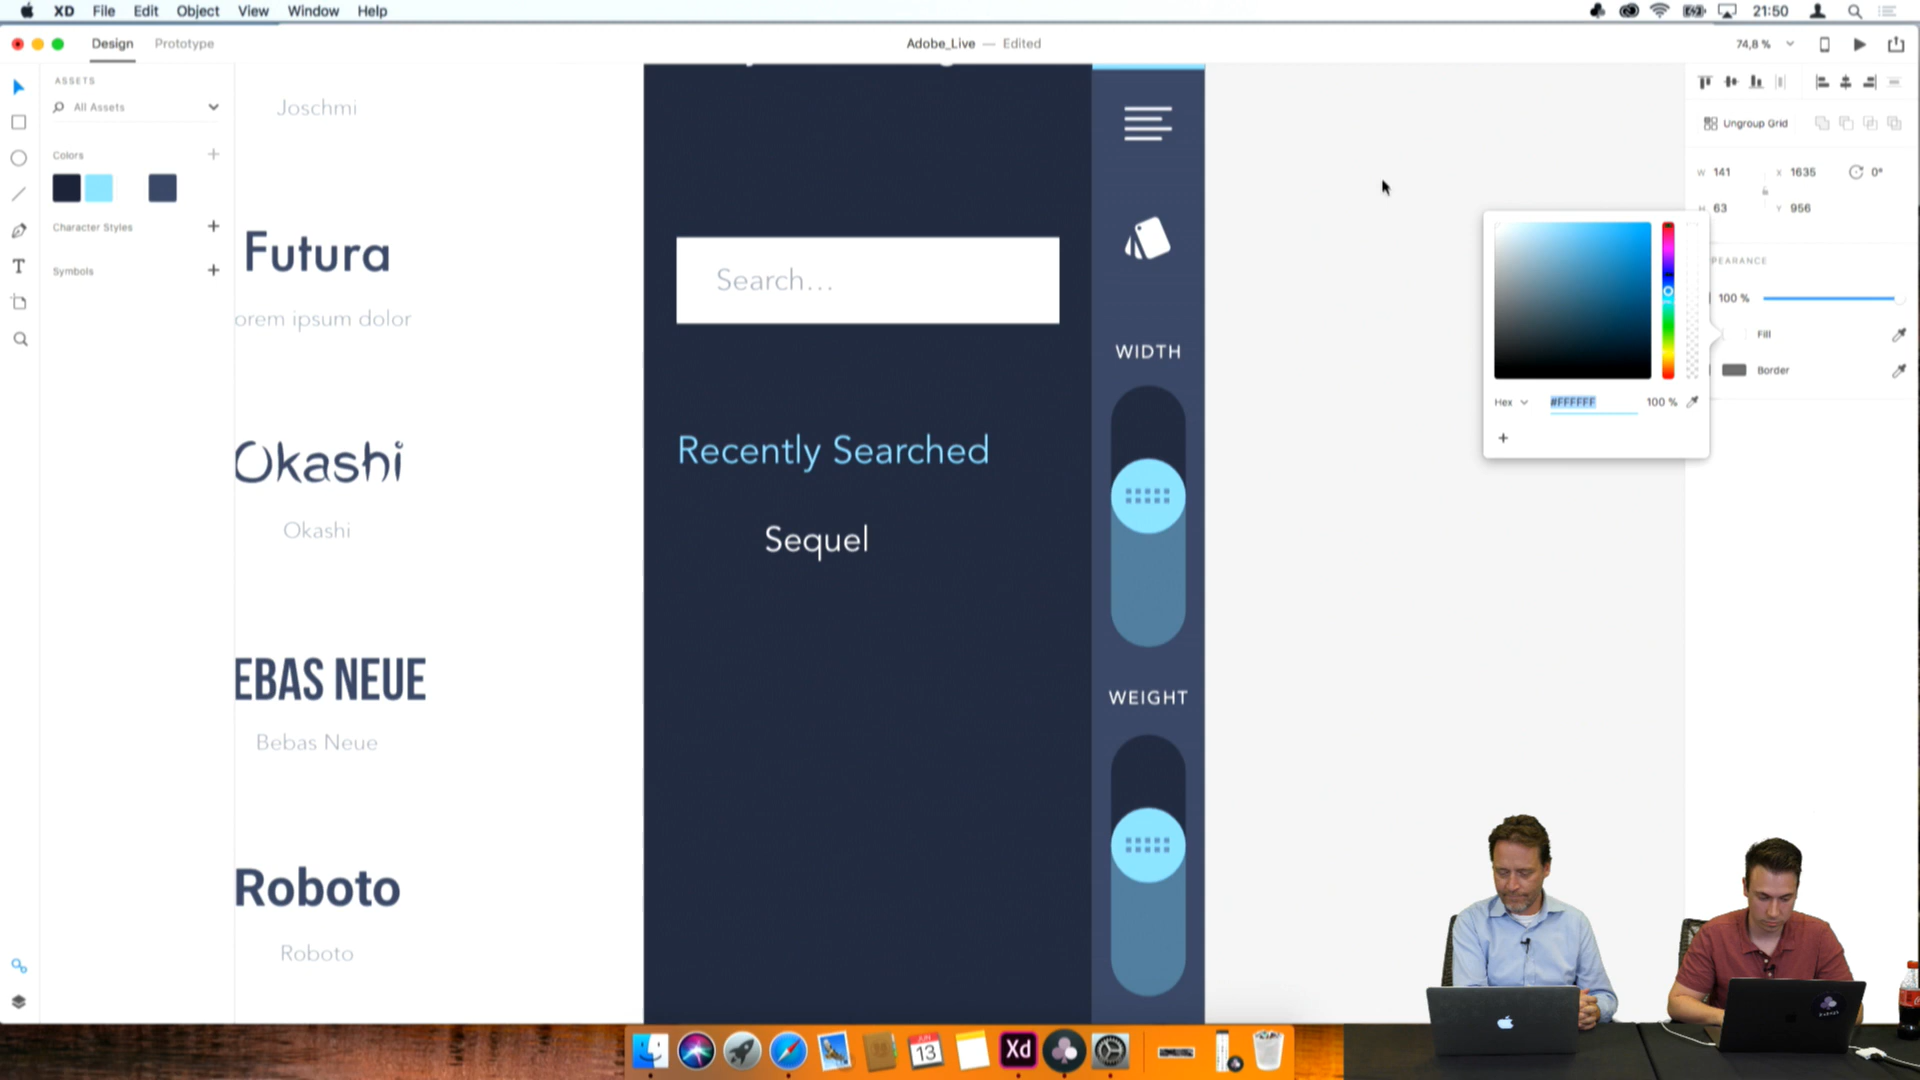 XD File Edit Object View Window Help
21:50
Design Prototype
Adobe_Live — Edited
74,8 %
ASSETS
All Assets
Colors
Character Styles
Symbols
Joschmi
Futura
orem ipsum dolor
Okashi
Okashi
EBAS NEUE
Bebas Neue
Roboto
Roboto
Search...
Recently Searched
Sequel
WIDTH
WEIGHT
Ungroup Grid
W 141 X 1635 0°
H 63 Y 956
PEARANCE
100 %
Fill
Border
Hex #FFFFFF 100 %
13
Xd